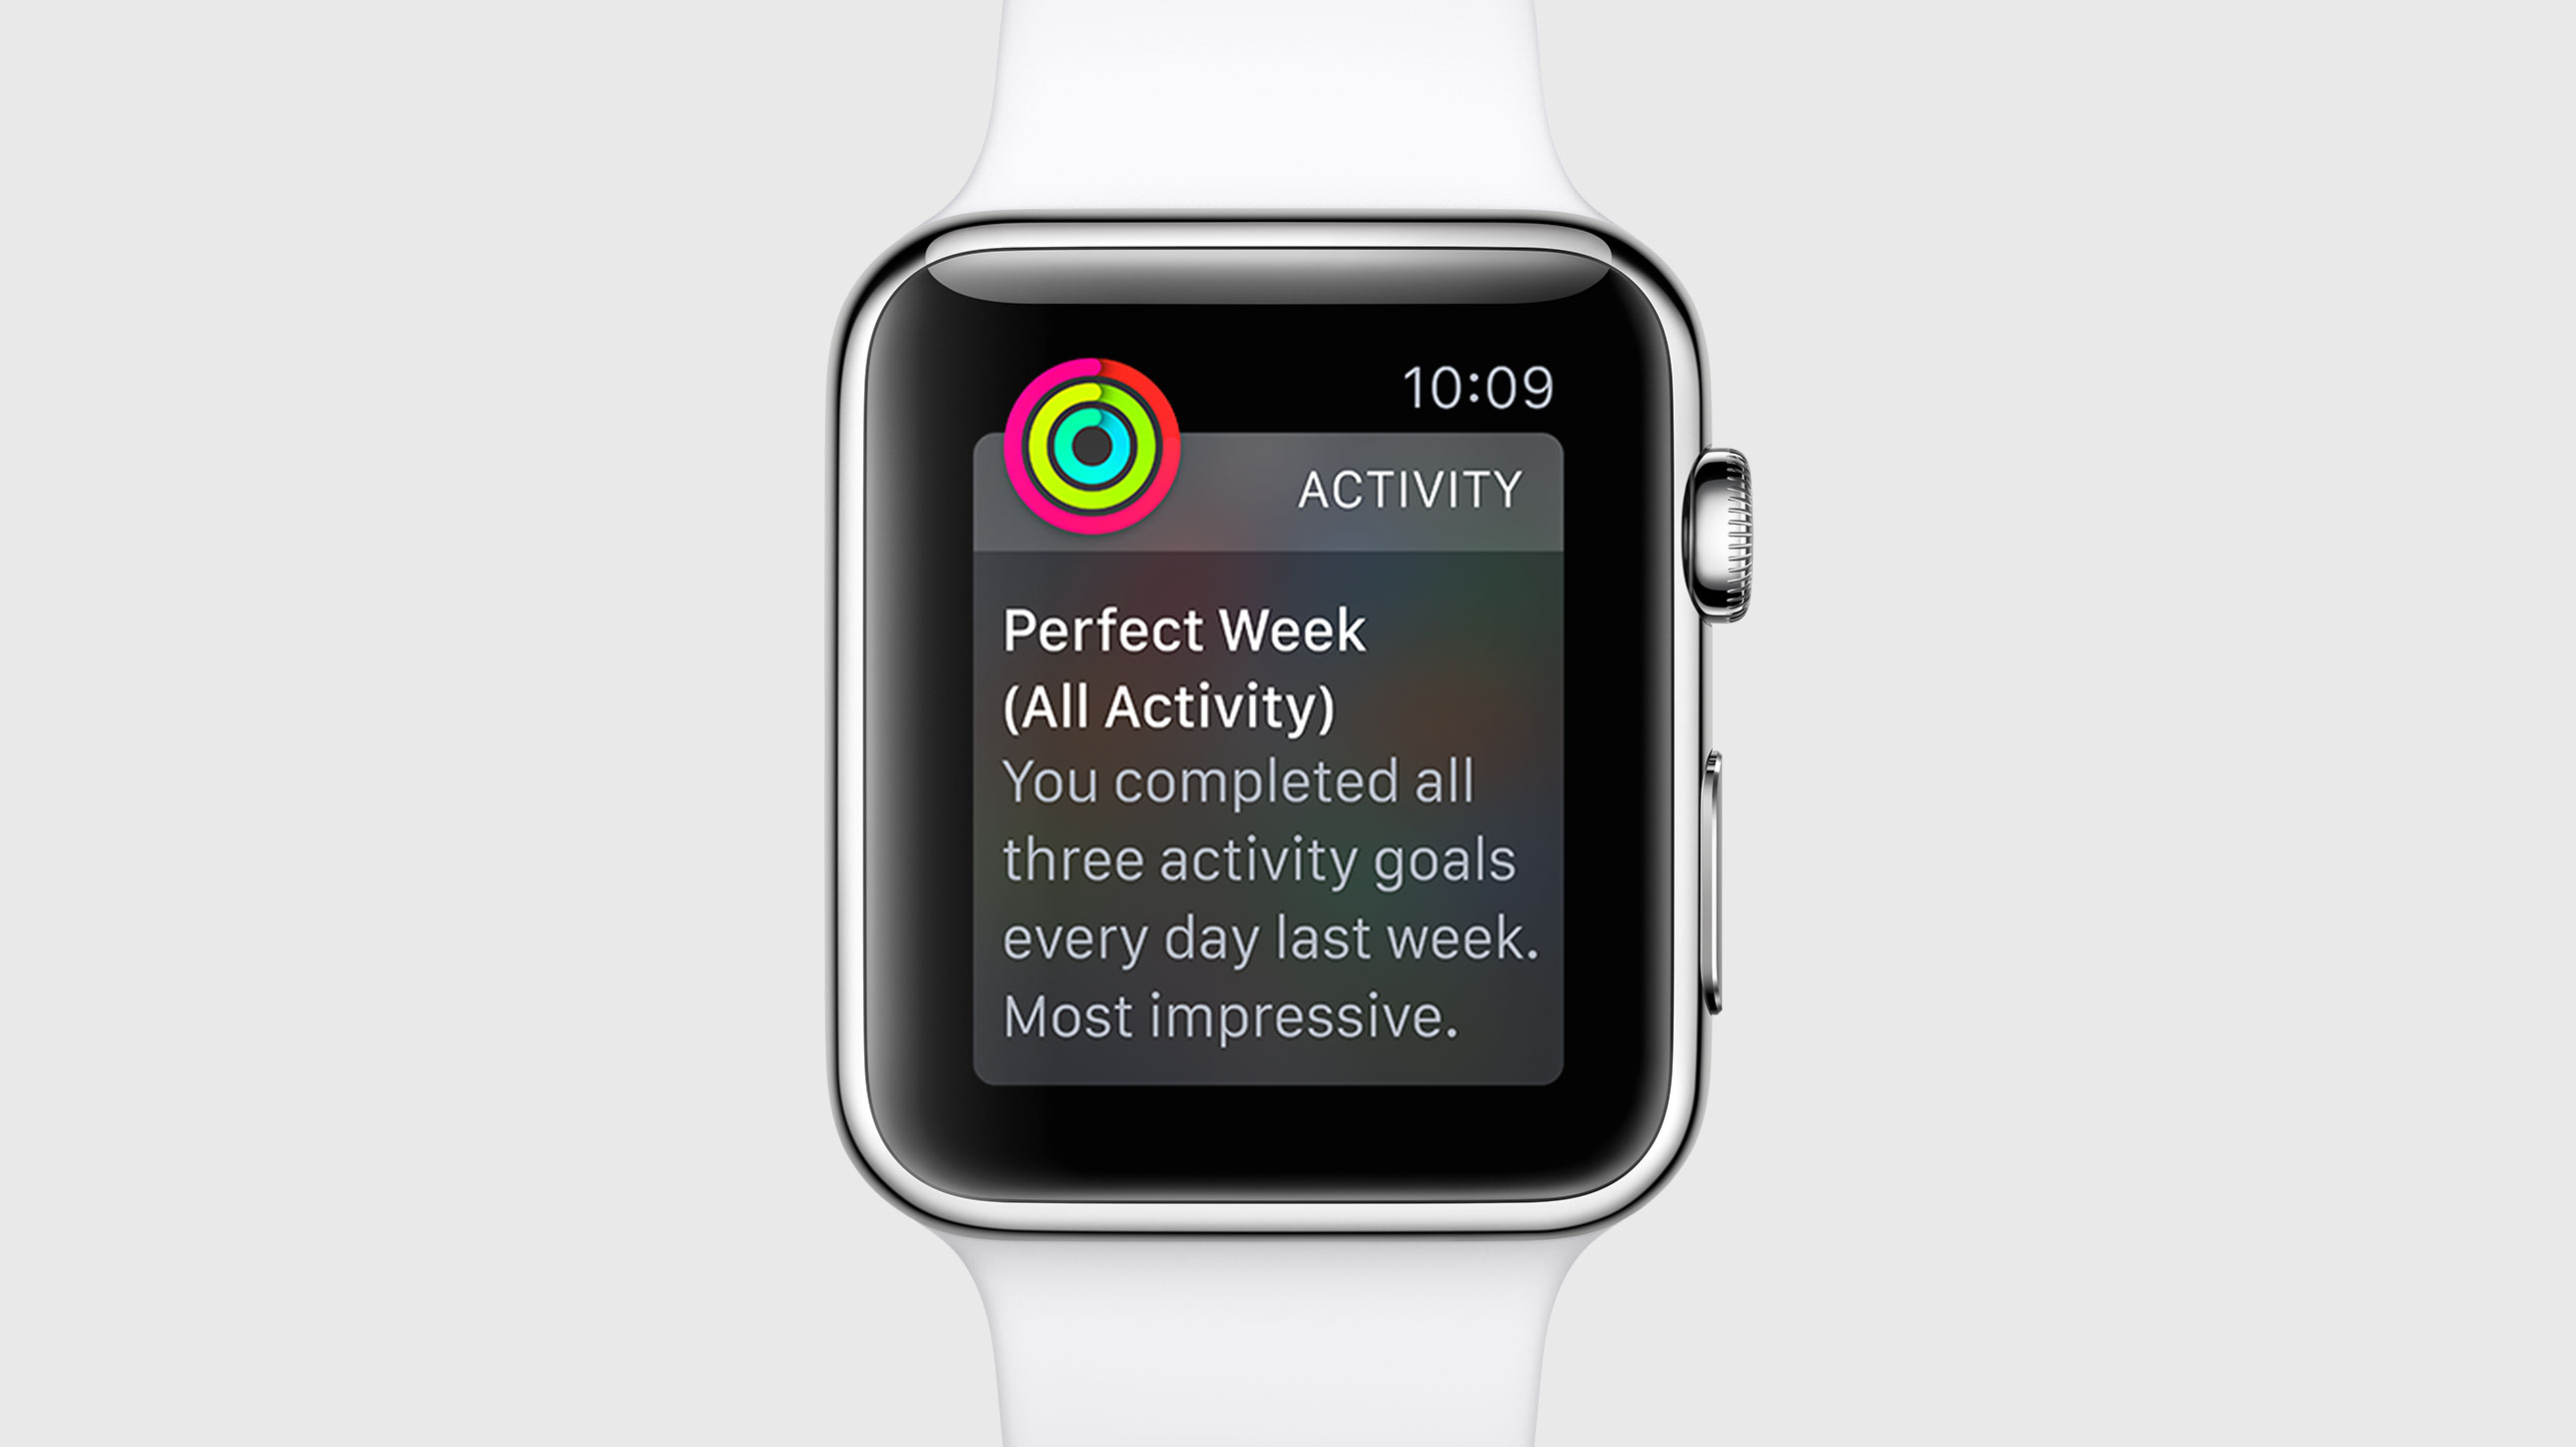 10:09
ACTIVITY
Perfect Week
(All Activity)
You completed all
three activity goals
every day last week.
Most impressive.